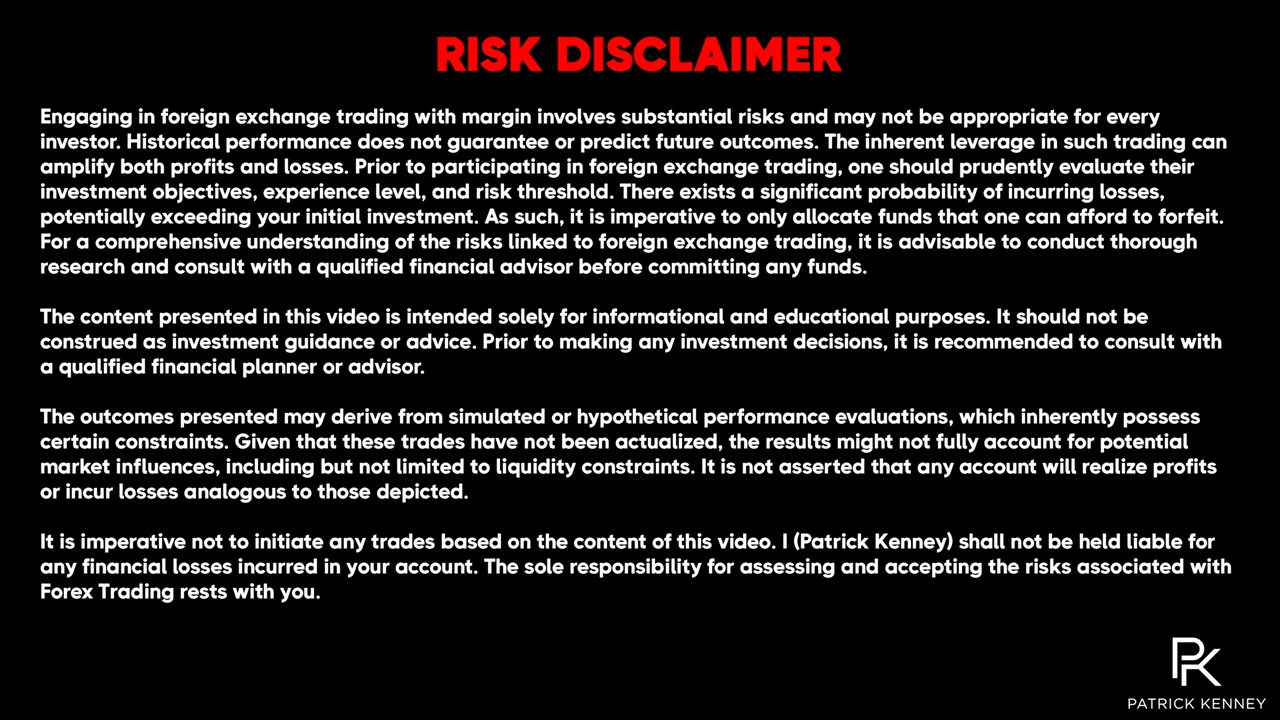 RISK DISCLAIMER
Engaging in foreign exchange trading with margin involves substantial risks and may not be appropriate for every
investor. Historical performance does not guarantee or predict future outcomes. The inherent leverage in such trading can
amplify both profits and losses. Prior to participating in foreign exchange trading, one should prudently evaluate their
investment objectives, experience level, and risk threshold. There exists a significant probability of incurring losses,
potentially exceeding your initial investment. As such, it is imperative to only allocate funds that one can afford to forfeit.
For a comprehensive understanding of the risks linked to foreign exchange trading, it is advisable to conduct thorough
research and consult with a qualified financial advisor before committing any funds.
The content presented in this video is intended solely for informational and educational purposes. It should not be
construed as investment guidance or advice. Prior to making any investment decisions, it is recommended to consult with
a qualified financial planner or advisor.
The outcomes presented may derive from simulated or hypothetical performance evaluations, which inherently possess
certain constraints. Given that these trades have not been actualized, the results might not fully account for potential
market influences, including but not limited to liquidity constraints. It is not asserted that any account will realize profits
or incur losses analogous to those depicted.
It is imperative not to initiate any trades based on the content of this video. I (Patrick Kenney) shall not be held liable for
any financial losses incurred in your account. The sole responsibility for assessing and accepting the risks associated with
Forex Trading rests with you.
PK
PATRICK KENNEY